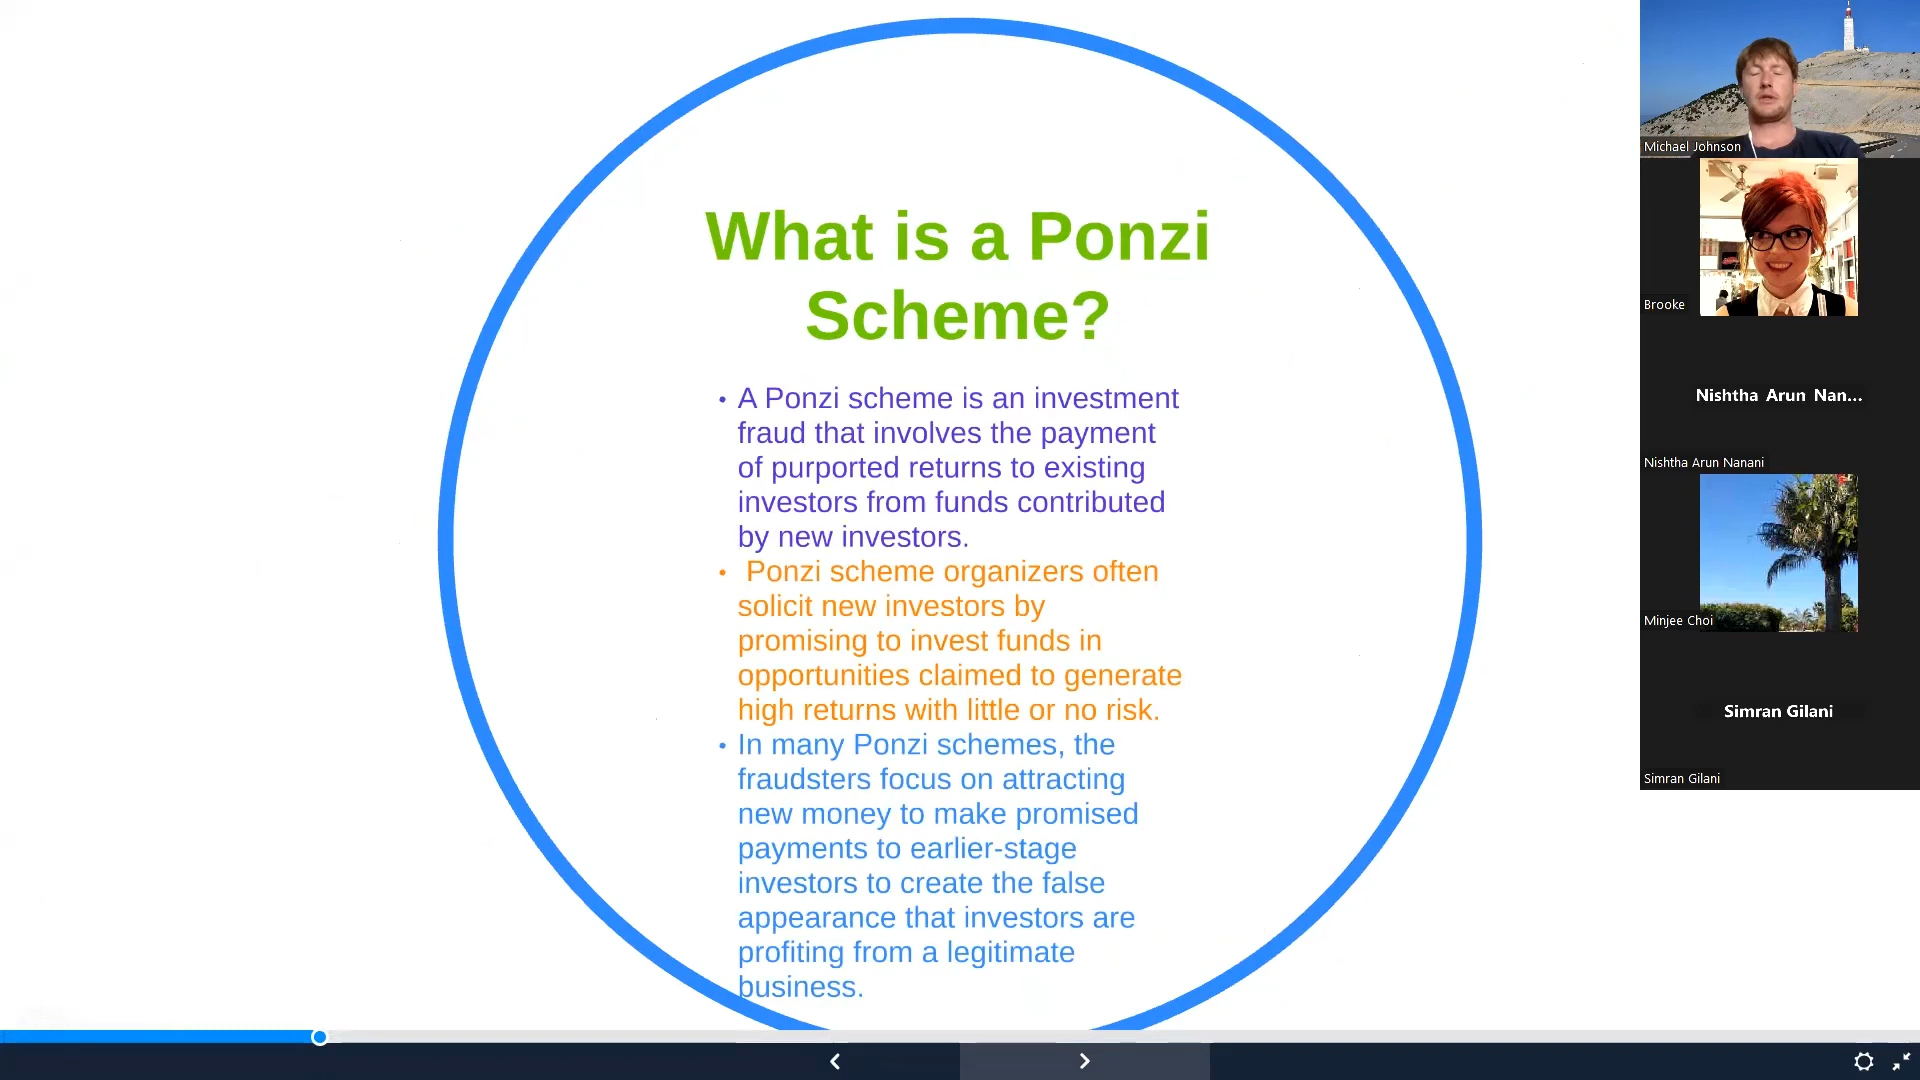 What is a Ponzi
Scheme?
• A Ponzi scheme is an investment
fraud that involves the payment
of purported returns to existing
investors from funds contributed
by new investors.
• Ponzi scheme organizers often
solicit new investors by
promising to invest funds in
opportunities claimed to generate
high returns with little or no risk.
• In many Ponzi schemes, the
fraudsters focus on attracting
new money to make promised
payments to earlier-stage
investors to create the false
appearance that investors are
profiting from a legitimate
business.
Michael Johnson
Brooke
Nishtha Arun Nan...
Nishtha Arun Nanani
Minjee Choi
Simran Gilani
Simran Gilani